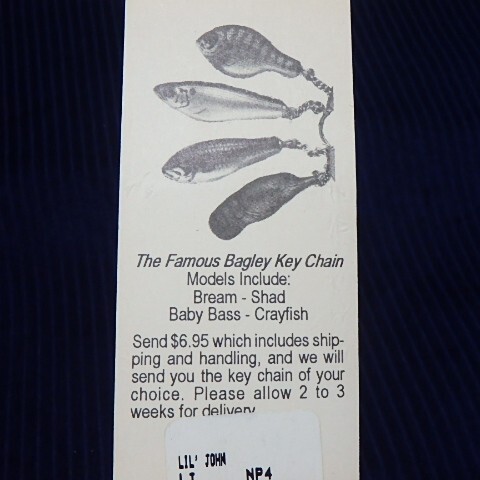 The Famous Bagley Key Chain
Models Include:
Bream - Shad
Baby Bass - Crayfish
Send $6.95 which includes ship-
ping and handling, and we will
send you the key chain of your
choice. Please allow 2 to 3
weeks for delivery
LIL' JOHN
NP4